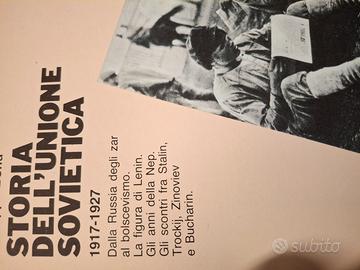 STORIA
DELL'UNIONE
SOVIETICA
1917-1927
Dalla Russia degli zar
al bolscevismo.
La figura di Lenin.
Gli anni della Nep.
Gli scontri fra Stalin,
Trockij, Zinoviev
e Bucharin.
subito